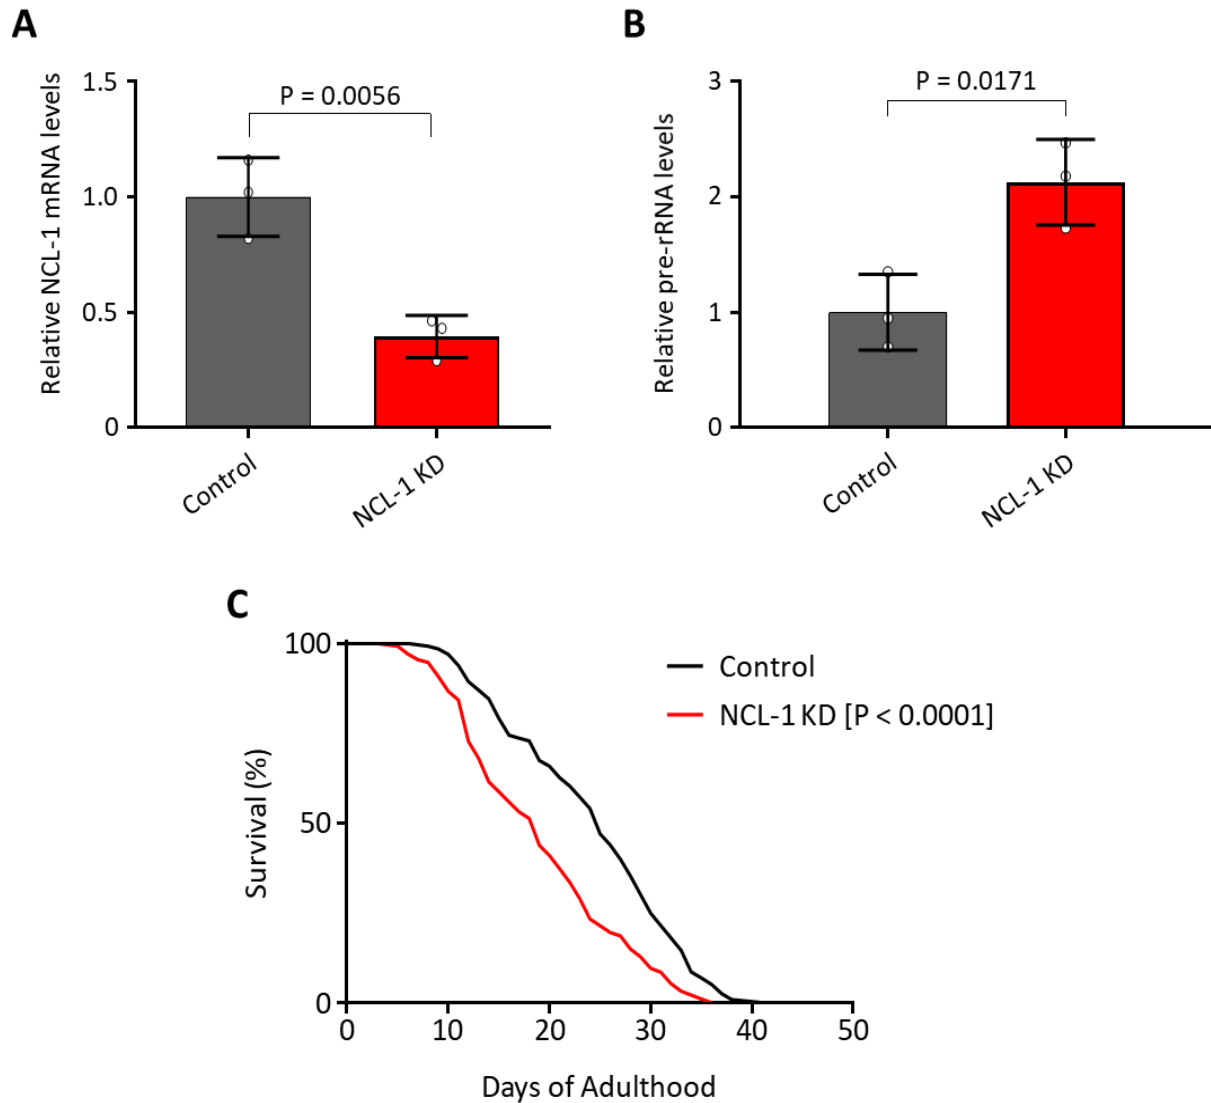 A
Relative NCL-1 mRNA levels
1.5
1.0
0.5
0
P = 0.0056
Control
NCL-1 KD
B
Relative pre-rRNA levels
3
2
1
0
P = 0.0171
Control
NCL-1 KD
C
Survival (%)
100
50
0
0 10 20 30 40 50
Days of Adulthood
Control
NCL-1 KD [P < 0.0001]